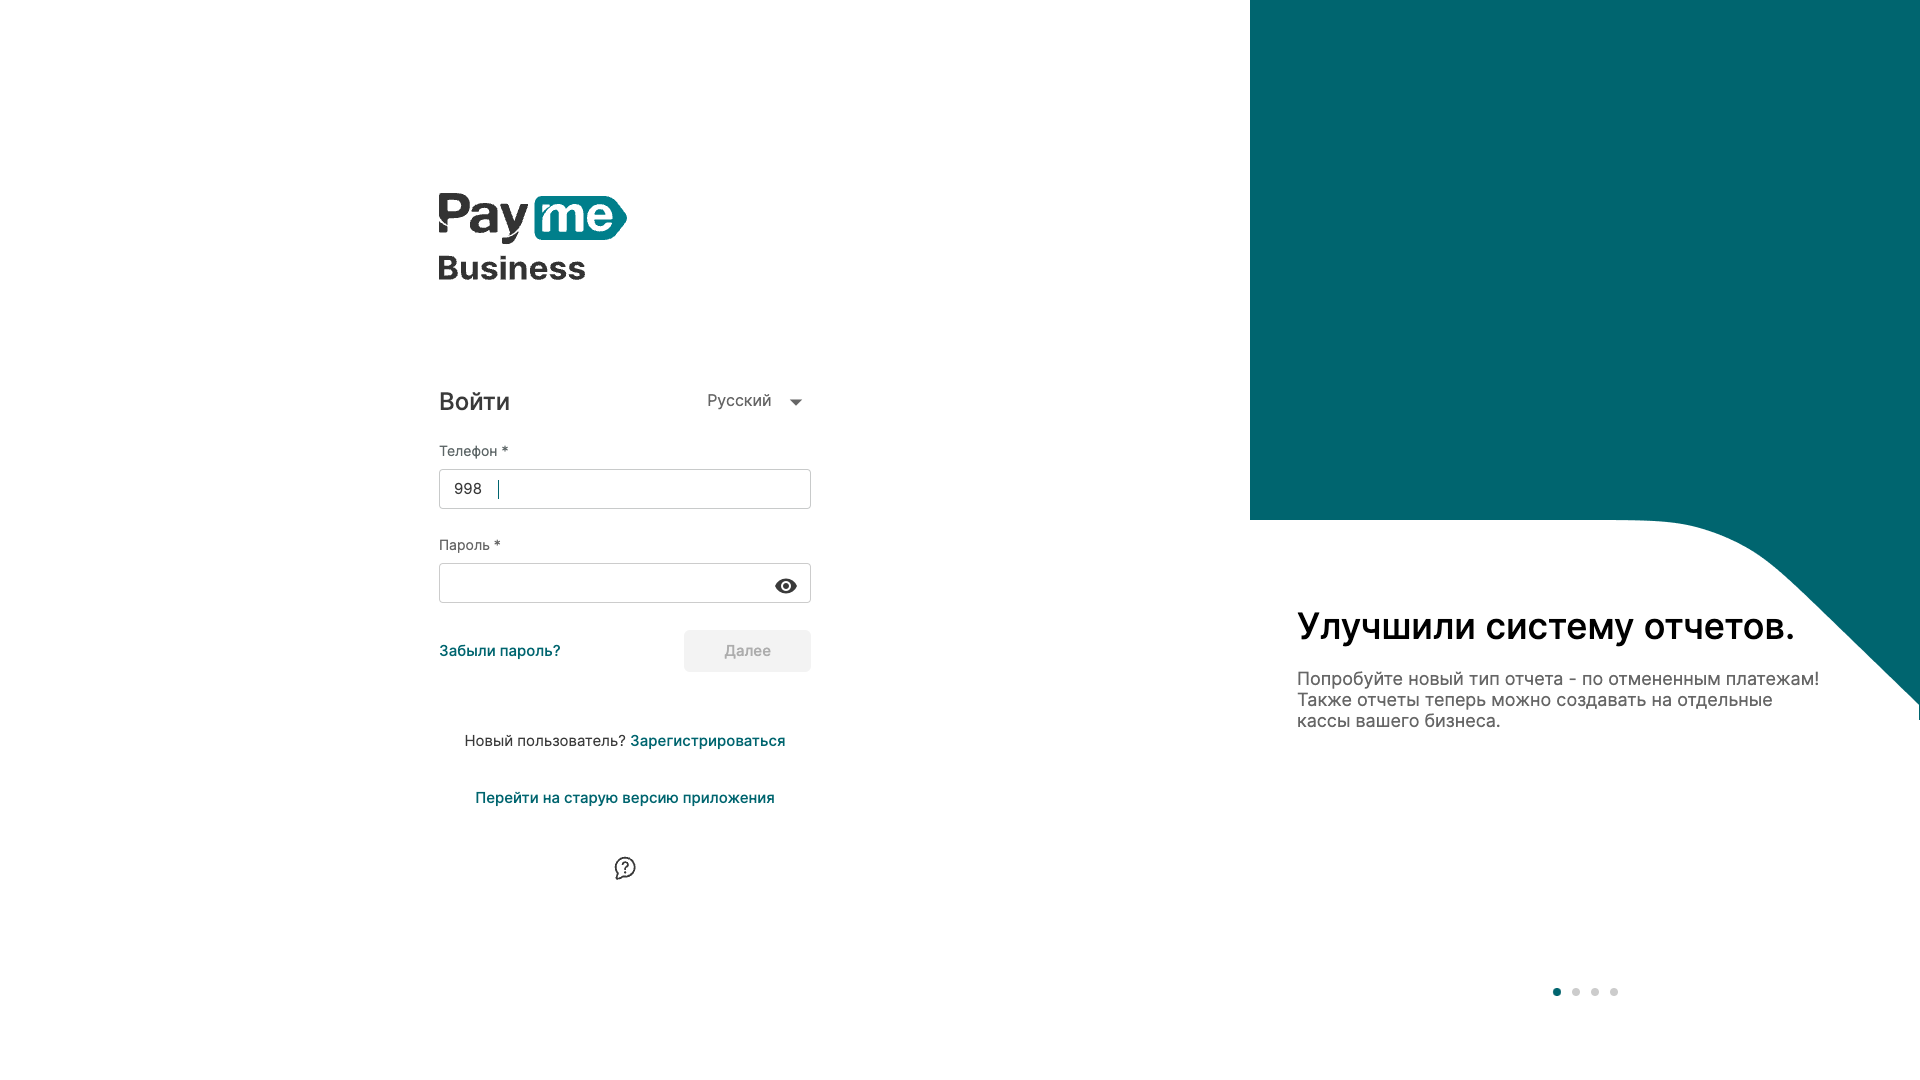 Payme
Business
Войти
Русский
Телефон *
998
Пароль *
Забыли пароль?
Далее
Новый пользователь? Зарегистрироваться
Перейти на старую версию приложения
Улучшили систему отчетов.
Попробуйте новый тип отчета - по отмененным платежам!
Также отчеты теперь можно создавать на отдельные
кассы вашего бизнеса.